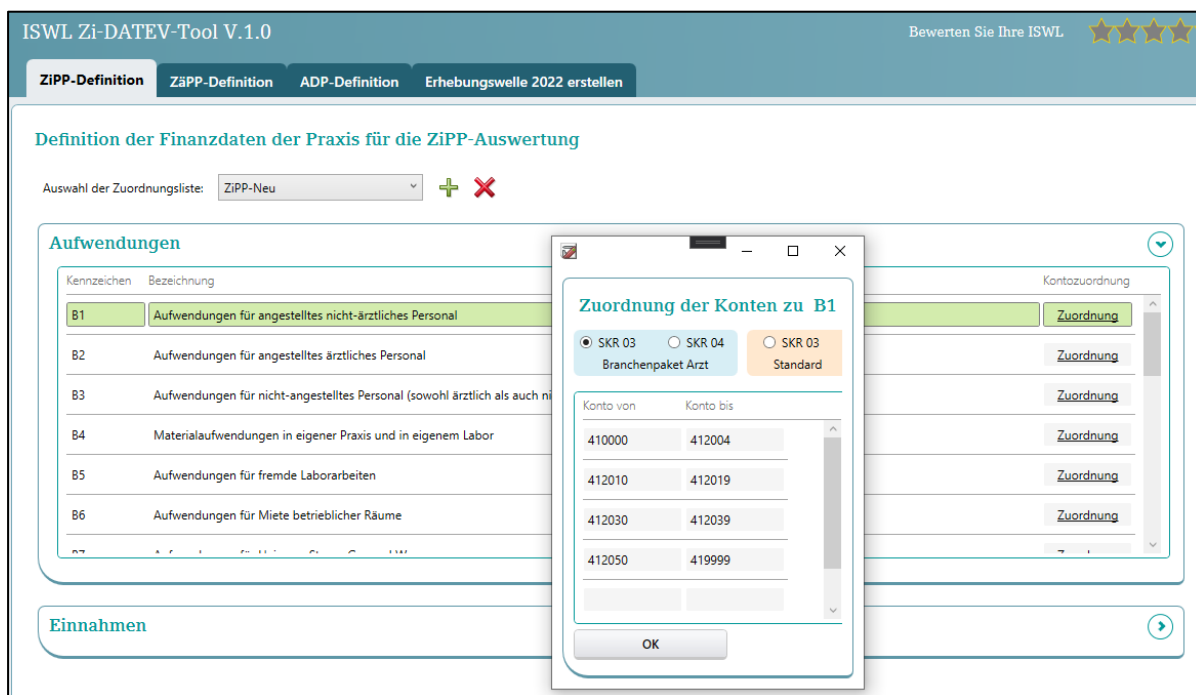 ISWL Zi-DATEV-Tool V.1.0
Bewerten Sie Ihre ISWL
ZiPP-Definition ZäPP-Definition ADP-Definition Erhebungswelle 2022 erstellen
Definition der Finanzdaten der Praxis für die ZiPP-Auswertung
Auswahl der Zuordnungsliste: ZiPP-Neu
Aufwendungen
Kennzeichen Bezeichnung Kontozuordnung
B1 Aufwendungen für angestelltes nicht-ärztliches Personal Zuordnung
B2 Aufwendungen für angestelltes ärztliches Personal Zuordnung
B3 Aufwendungen für nicht-angestelltes Personal (sowohl ärztlich als auch ni Zuordnung
B4 Materialaufwendungen in eigener Praxis und in eigenem Labor Zuordnung
B5 Aufwendungen für fremde Laborarbeiten Zuordnung
B6 Aufwendungen für Miete betrieblicher Räume Zuordnung
Zuordnung der Konten zu B1
SKR 03 SKR 04 SKR 03
Branchenpaket Arzt Standard
Konto von Konto bis
410000 412004
412010 412019
412030 412039
412050 419999
OK
Einnahmen